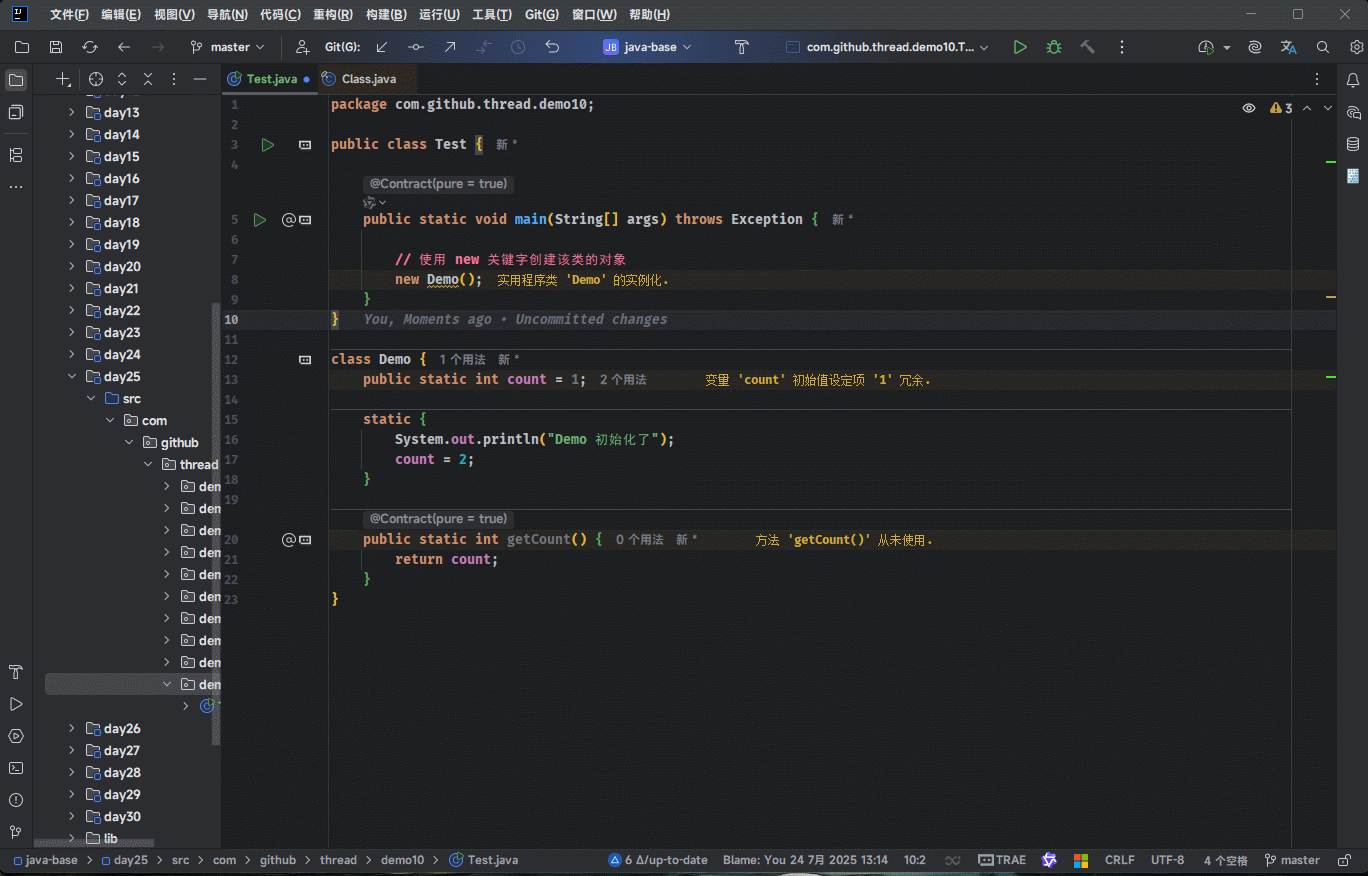 文件(F) 编辑(E) 视图(V) 导航(N) 代码(C) 重构(R) 构建(B) 运行(U) 工具(T) Git(G) 窗口(W) 帮助(H)
master Git(G): JB java-base com.github.thread.demo10.T...
Test.java Class.java
day13
day14
day15
day16
day17
day18
day19
day20
day21
day22
day23
day24
day25
src
com
github
thread
den
den
den
den
den
den
den
den
den
den
day26
day27
day28
day29
day30
lib
3
1 package com.github.thread.demo10;
2
3 public class Test { 新 *
4
@Contract(pure = true)
5 public static void main(String[] args) throws Exception { 新 *
6
7 // 使用 new 关键字创建该类的对象
8 new Demo(); 实用程序类 'Demo' 的实例化.
9 }
10 } You, Moments ago • Uncommitted changes
11
12 class Demo { 1 个用法 新 *
13 public static int count = 1; 2 个用法 变量 'count' 初始值设定项 '1' 冗余.
14
15 static {
16 System.out.println("Demo 初始化了");
17 count = 2;
18 }
19
@Contract(pure = true)
20 public static int getCount() { 0 个用法 新 * 方法 'getCount()' 从未使用.
21 return count;
22 }
23 }
java-base > day25 > src > com > github > thread > demo10 > Test.java 6 Δ/up-to-date Blame: You 24 7月 2025 13:14 10:2 TRAE CRLF UTF-8 4 个空格 master